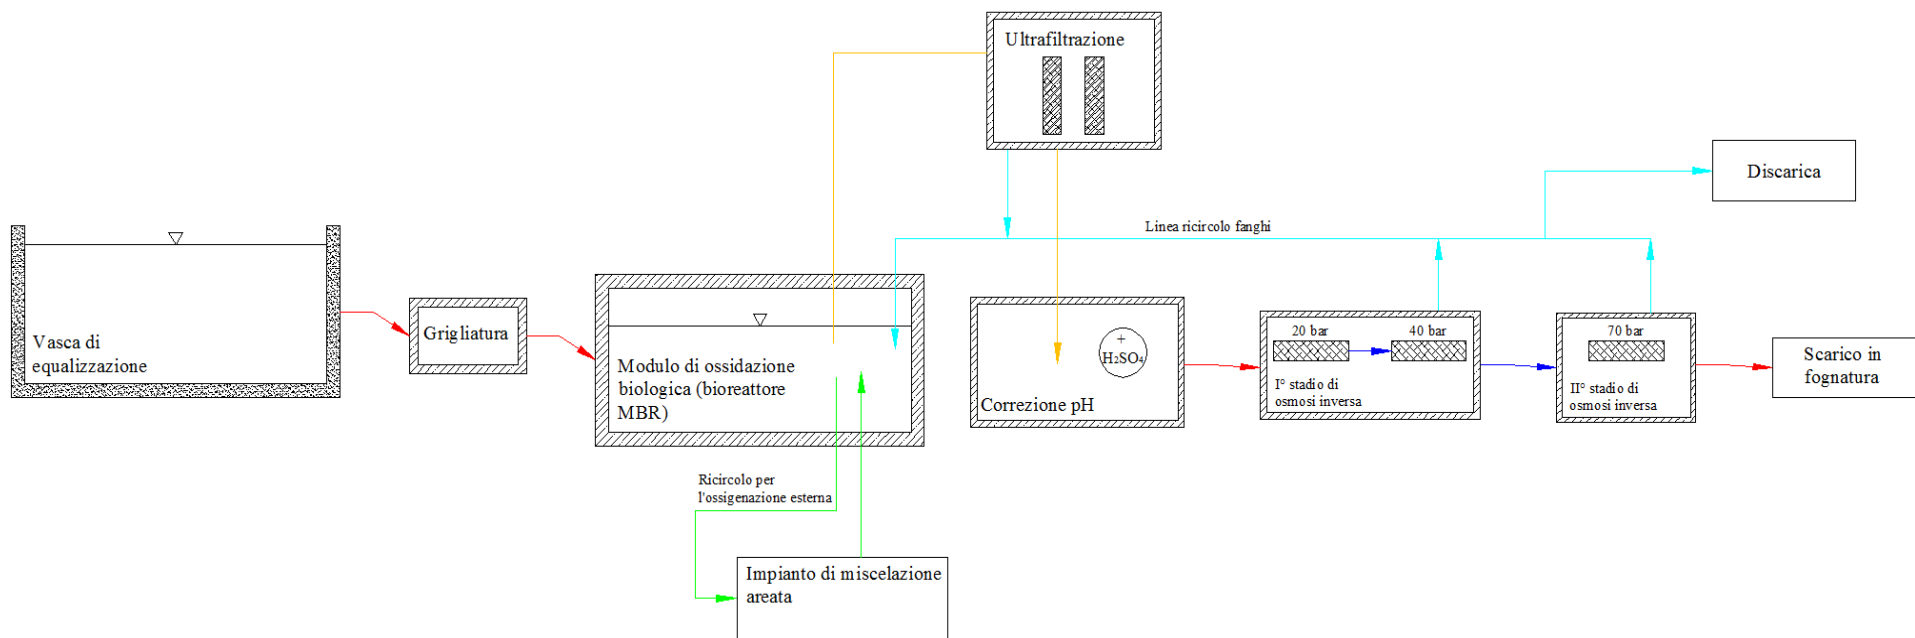 Ultrafiltrazione
Discarica
Linea ricircolo fanghi
Vasca di
equalizzazione
Grigliatura
Modulo di ossidazione
biologica (bioreattore
MBR)
+
H₂SO₄
Correzione pH
20 bar
40 bar
I° stadio di
osmosi inversa
70 bar
II° stadio di
osmosi inversa
Scarico in
fognatura
Ricircolo per
l'ossigenazione esterna
Impianto di miscelazione
areata